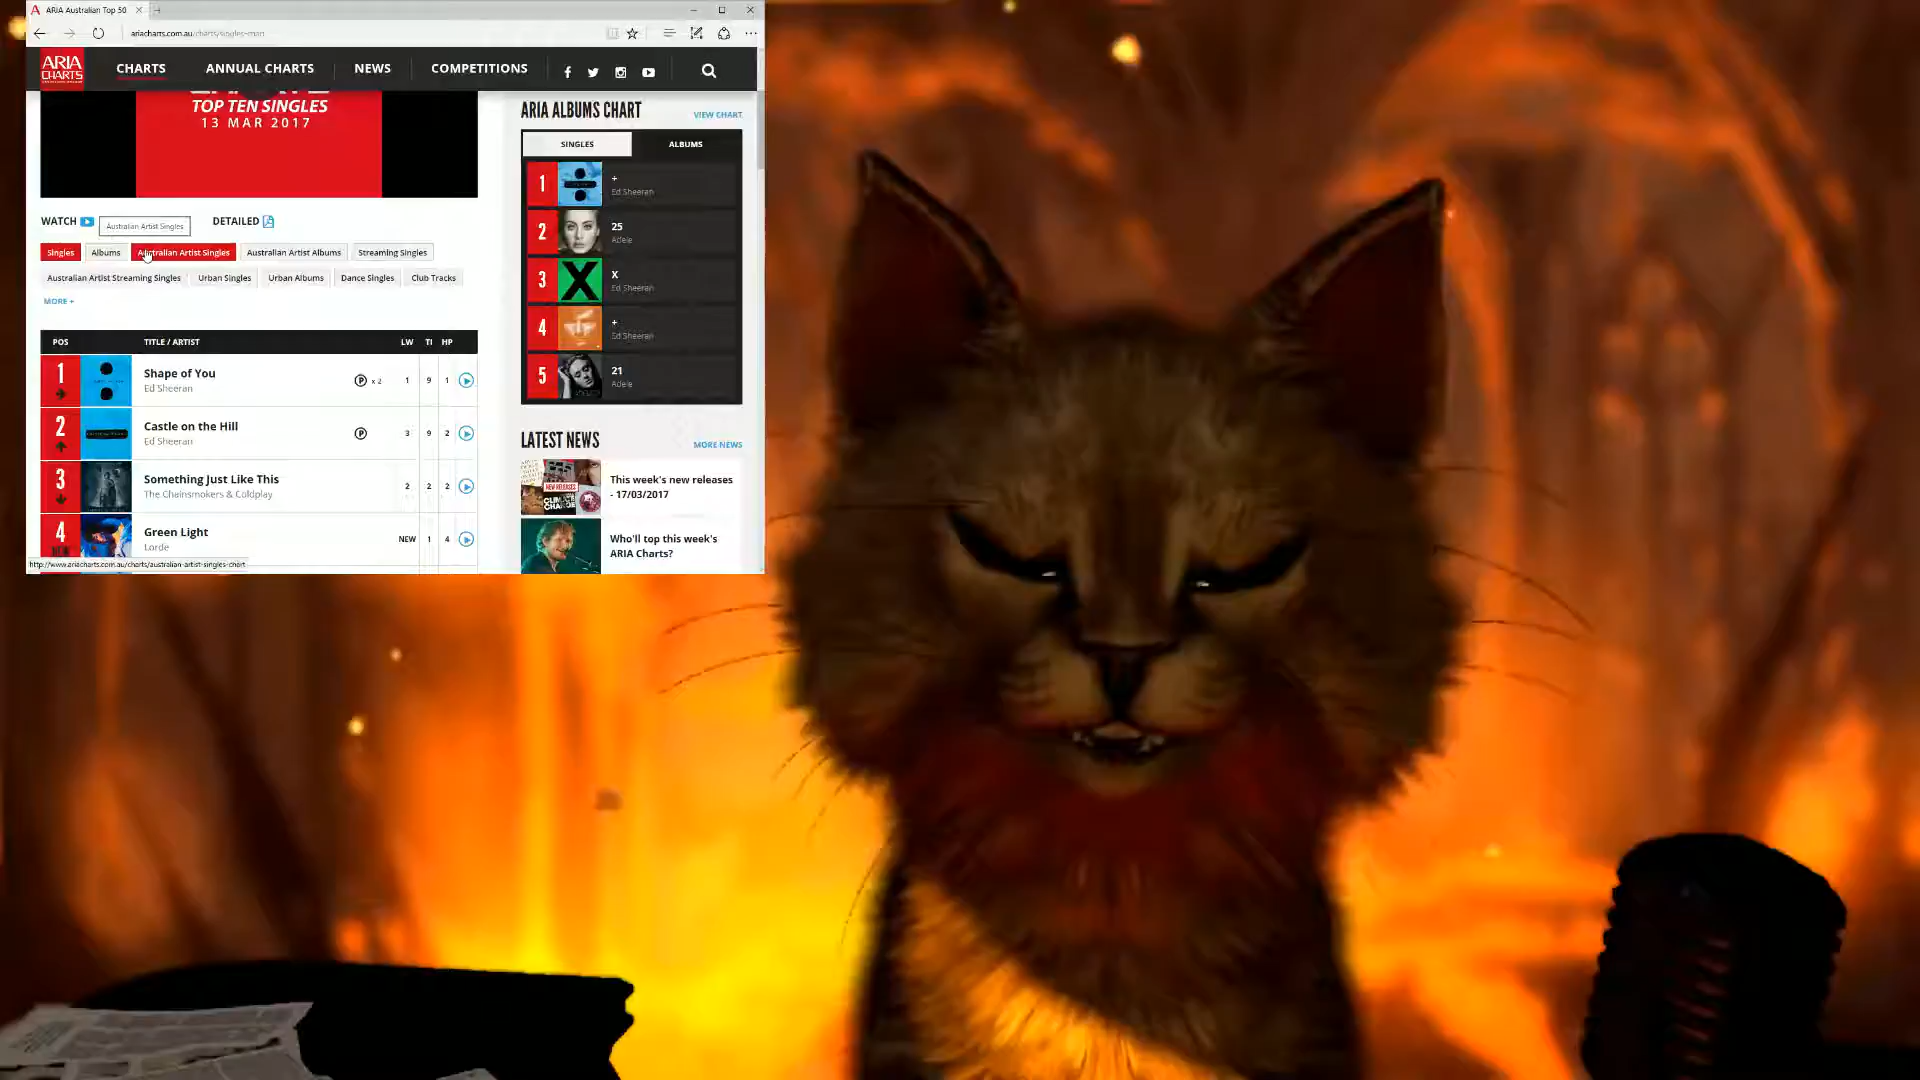 ARIA Australian Top 50
ariacharts.com.au/charts/singles-chart
ARIA
CHARTS
CHARTS
ANNUAL CHARTS
NEWS
COMPETITIONS
TOP TEN SINGLES
13 MAR 2017
WATCH
Australian Artist Singles
DETAILED
Singles
Albums
Australian Artist Singles
Australian Artist Albums
Streaming Singles
Australian Artist Streaming Singles
Urban Singles
Urban Albums
Dance Singles
Club Tracks
MORE +
POS TITLE / ARTIST LW TI HP
1 Shape of You P x 2 1 9 1
Ed Sheeran
2 Castle on the Hill P 3 9 2
Ed Sheeran
3 Something Just Like This 2 2 2
The Chainsmokers & Coldplay
4 Green Light NEW 1 4
NEW
Lorde
http://www.ariacharts.com.au/charts/australian-artist-singles-chart
ARIA ALBUMS CHART
VIEW CHART
SINGLES
ALBUMS
1 ÷
Ed Sheeran
2 25
Adele
3 X
Ed Sheeran
4 +
Ed Sheeran
5 21
Adele
LATEST NEWS
MORE NEWS
NEW RELEASES
CLIMATE
CHANGE
This week's new releases
- 17/03/2017
Who'll top this week's
ARIA Charts?